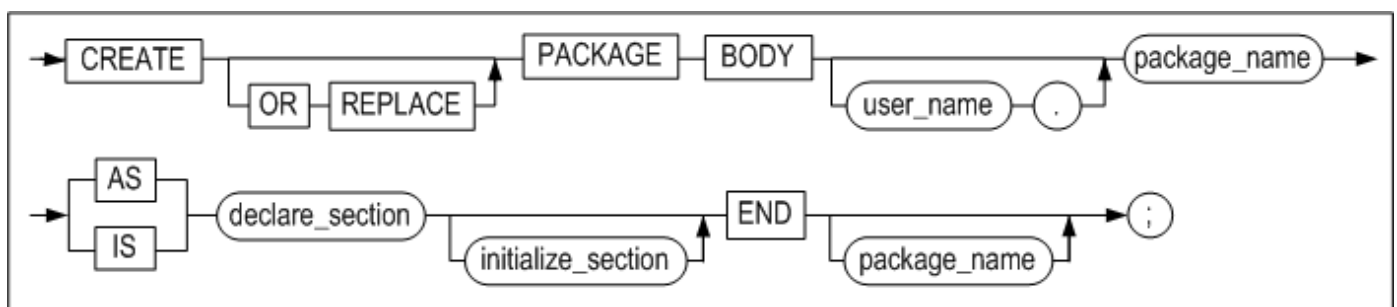 CREATE PACKAGE BODY package_name
OR REPLACE user_name .
AS
declare_section END ;
IS initialize_section package_name